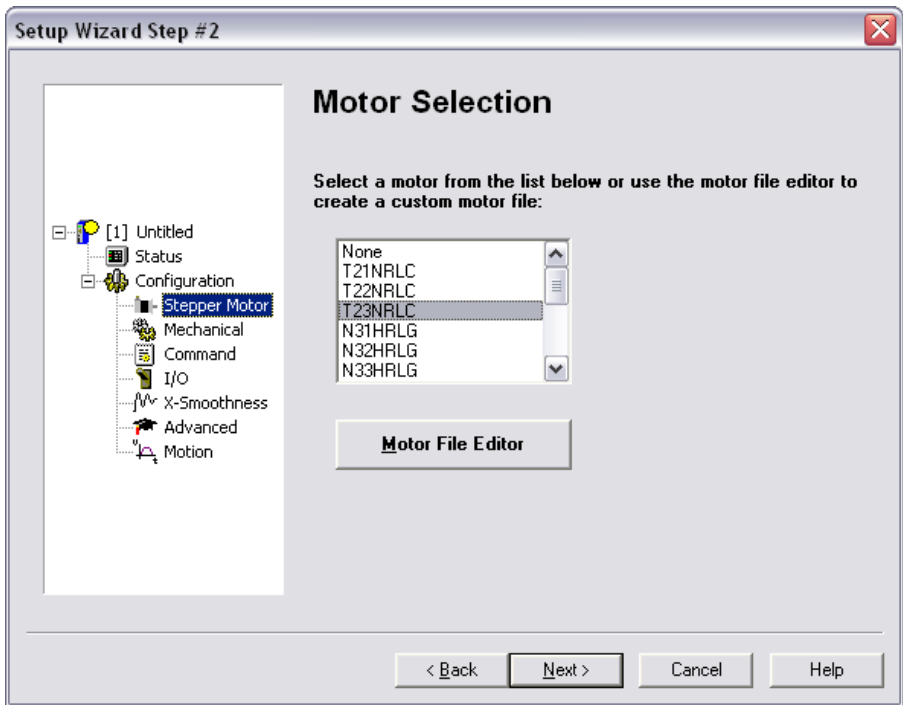 Setup Wizard Step #2
[1] Untitled
Status
Configuration
Stepper Motor
Mechanical
Command
I/O
X-Smoothness
Advanced
Motion
Motor Selection
Select a motor from the list below or use the motor file editor to
create a custom motor file:
None
T21NRLC
T22NRLC
T23NRLC
N31HRLG
N32HRLG
N33HRLG
Motor File Editor
< Back
Next >
Cancel
Help